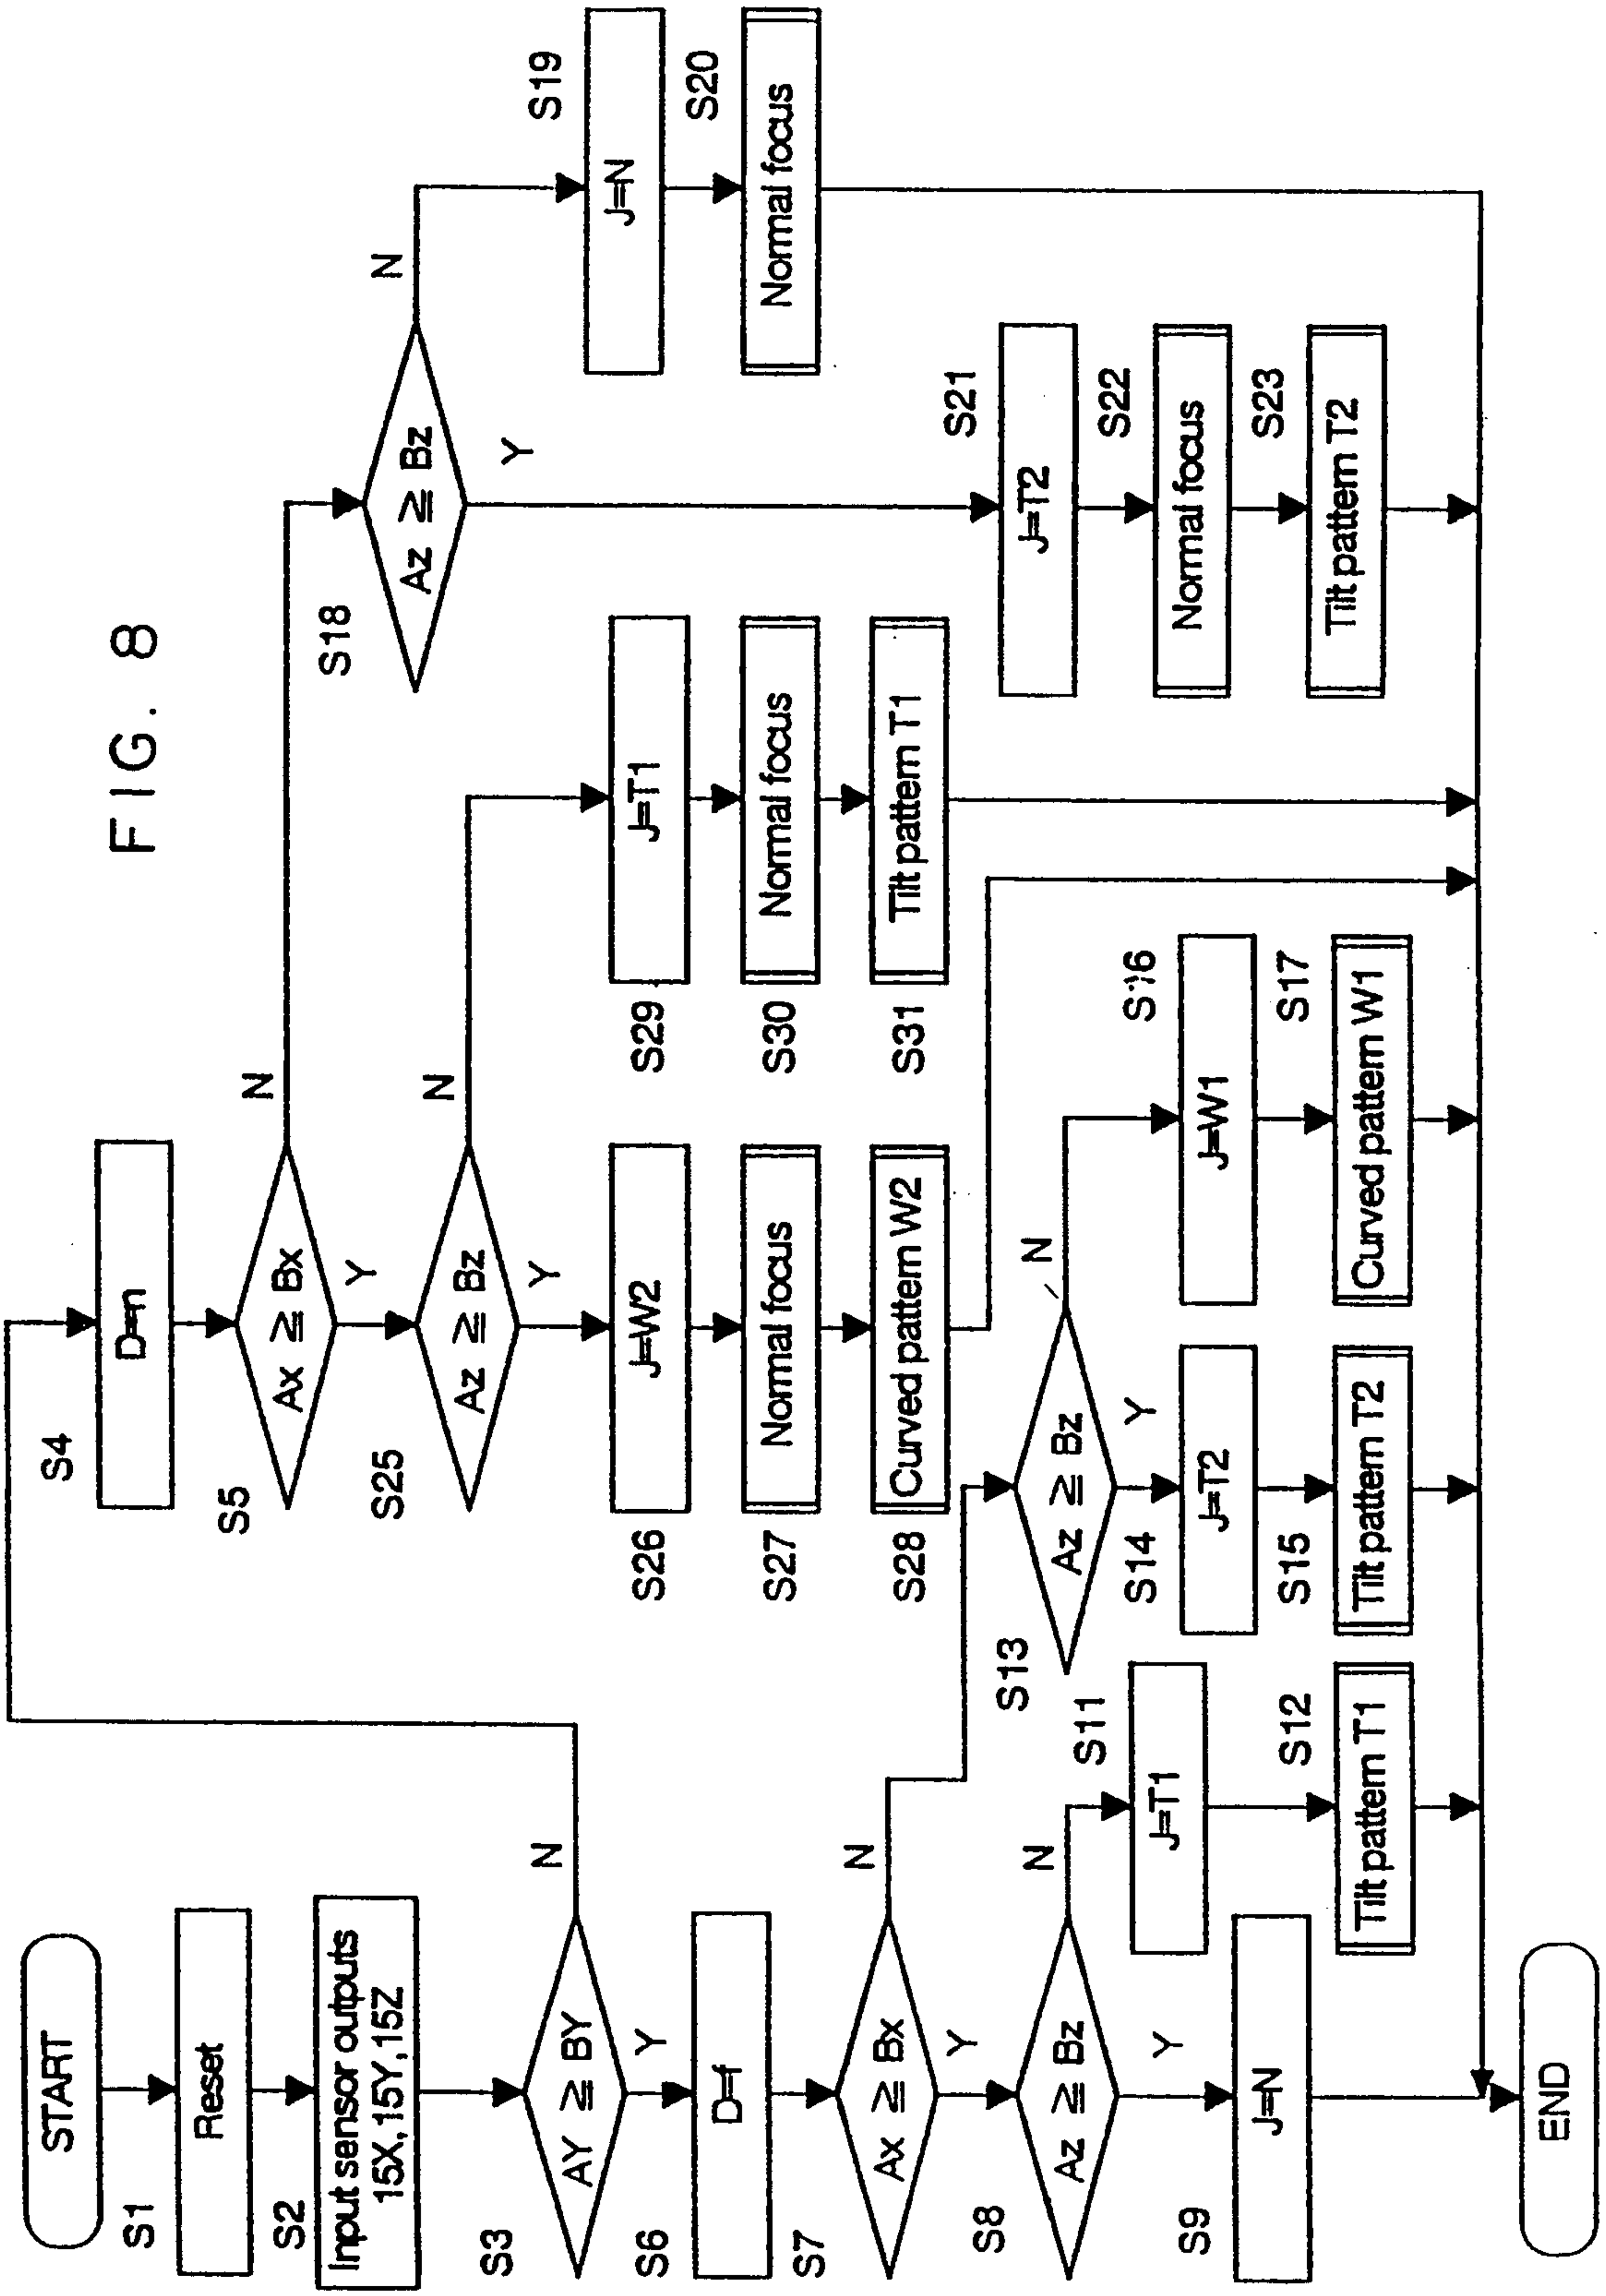 FIG. 8
START
S1
Reset
S2
Input sensor outputs
15X,15Y,15Z
S3
AY ≧ BY
N
Y
S6
D=f
S7
Ax ≧ Bx
N
Y
S8
Az ≧ Bz
N
Y
S9
J=N
S11
J=T1
S12
Tilt pattern T1
S13
Az ≧ Bz
N
Y
S14
J=T2
S15
Tilt pattern T2
S16
J=W1
S17
Curved pattern W1
S4
D=n
S5
Ax ≧ Bx
N
Y
S25
Az ≧ Bz
N
Y
S26
J=W2
S27
Normal focus
S28
Curved pattern W2
S29
J=T1
S30
Normal focus
S31
Tilt pattern T1
S18
Az ≧ Bz
N
Y
S19
J=N
S20
Normal focus
S21
J=T2
S22
Normal focus
S23
Tilt pattern T2
END